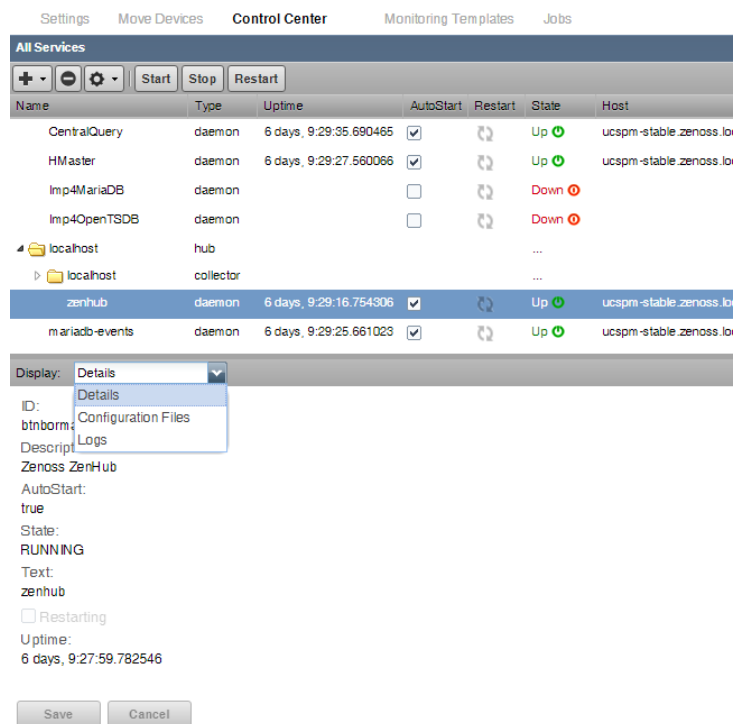 Settings Move Devices Control Center Monitoring Templates Jobs
All Services
Start Stop Restart
Name Type Uptime AutoStart Restart State Host
CentralQuery daemon 6 days, 9:29:35.690465 Up ucspm-stable.zenoss.lo
HMaster daemon 6 days, 9:29:27.560066 Up ucspm-stable.zenoss.lo
Imp4MariaDB daemon Down
Imp4OpenTSDB daemon Down
localhost hub ...
localhost collector ...
zenhub daemon 6 days, 9:29:16.754306 Up ucspm-stable.zenoss.lo
mariadb-events daemon 6 days, 9:29:25.661023 Up ucspm-stable.zenoss.lo
Display: Details
Details
Configuration Files
Logs
ID:
btnborm
Descript
Zenoss ZenHub
AutoStart:
true
State:
RUNNING
Text:
zenhub
Restarting
Uptime:
6 days, 9:27:59.782546
Save Cancel